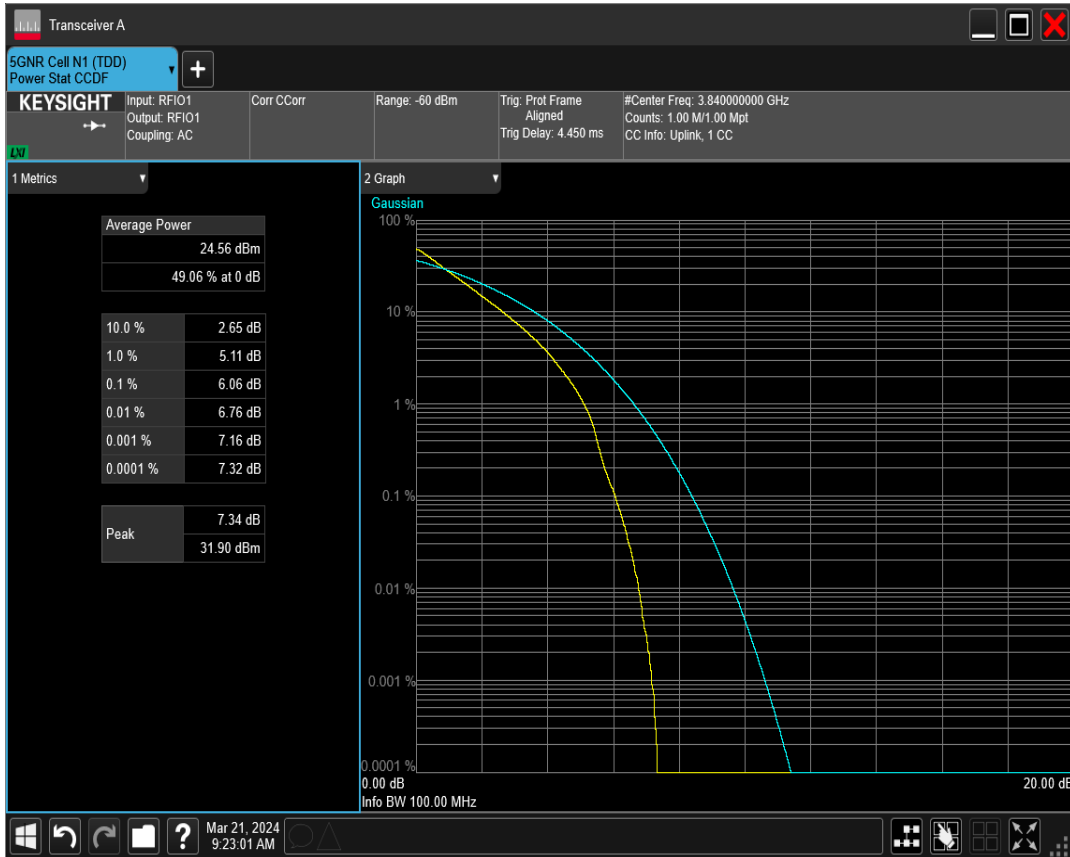 Transceiver A
5GNR Cell N1 (TDD)
Power Stat CCDF
+
KEYSIGHT
LXI
Input: RFIO1
Output: RFIO1
Coupling: AC
Corr CCorr
Range: -60 dBm
Trig: Prot Frame
Aligned
Trig Delay: 4.450 ms
#Center Freq: 3.840000000 GHz
Counts: 1.00 M/1.00 Mpt
CC Info: Uplink, 1 CC
1 Metrics
Average Power
24.56 dBm
49.06 % at 0 dB
10.0 % 2.65 dB
1.0 % 5.11 dB
0.1 % 6.06 dB
0.01 % 6.76 dB
0.001 % 7.16 dB
0.0001 % 7.32 dB
Peak
7.34 dB
31.90 dBm
2 Graph
Gaussian
100 %
10 %
1 %
0.1 %
0.01 %
0.001 %
0.0001 %
0.00 dB
20.00 dB
Info BW 100.00 MHz
?
Mar 21, 2024
9:23:01 AM